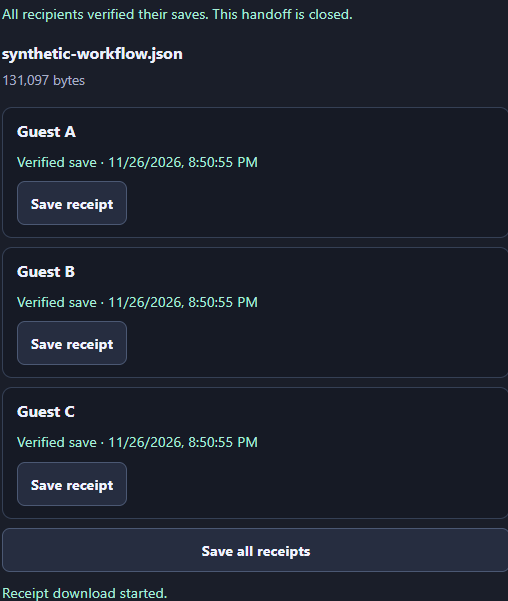 All recipients verified their saves. This handoff is closed.
synthetic-workflow.json
131,097 bytes
Guest A
Verified save · 11/26/2026, 8:50:55 PM
Save receipt
Guest B
Verified save · 11/26/2026, 8:50:55 PM
Save receipt
Guest C
Verified save · 11/26/2026, 8:50:55 PM
Save receipt
Save all receipts
Receipt download started.